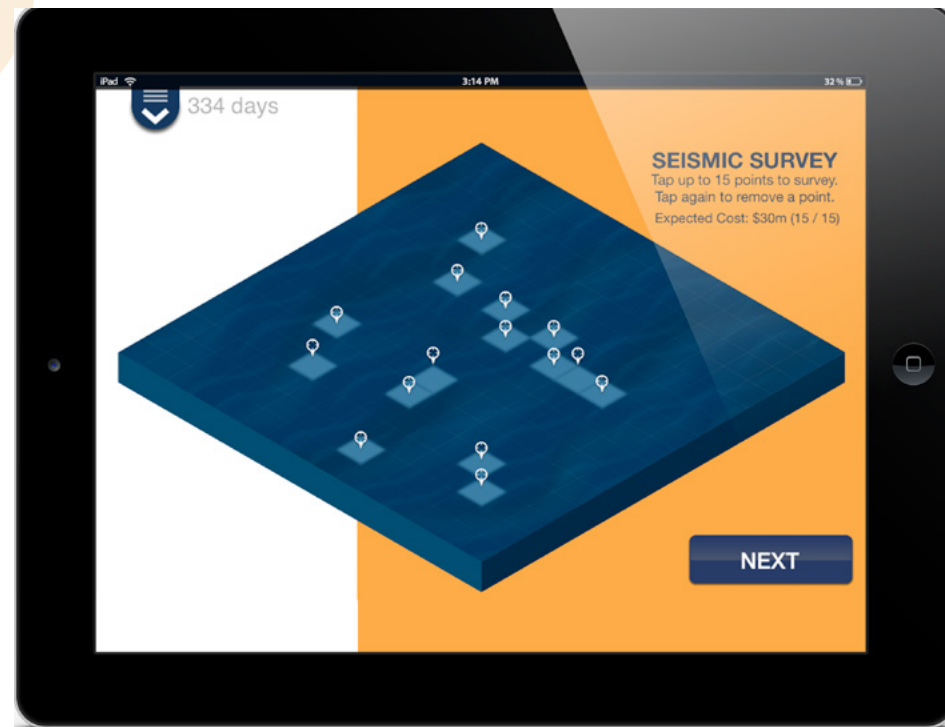 iPad 3:14 PM 32%
334 days
SEISMIC SURVEY
Tap up to 15 points to survey.
Tap again to remove a point.
Expected Cost: $30m (15 / 15)
NEXT